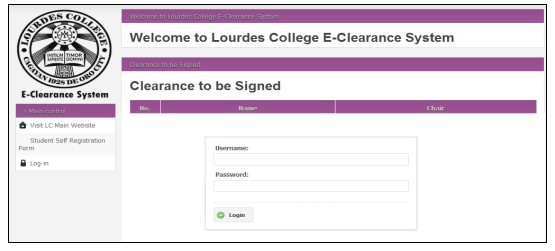 LOURDES COLLEGE
INITIUM TIMOR
SAPIENTIÆ DOMINI
CAGAYAN 1928 DE ORO CITY
E-Clearance System
Main control
Visit LC Main Website
Student Self Registration
Form
Log-in
Welcome to Lourdes College E-Clearance System
Welcome to Lourdes College E-Clearance System
Clearance to be Signed
Clearance to be Signed
No. Name Chair
Username:
Password:
Login